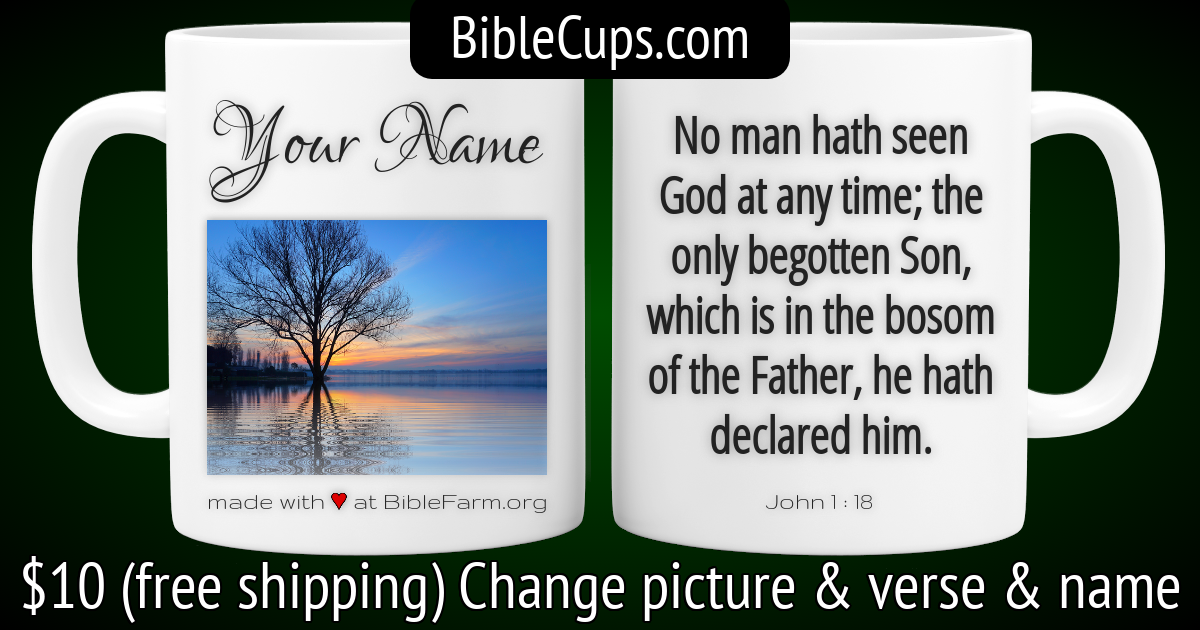 BibleCups.com
Your Name
made with ♥ at BibleFarm.org
No man hath seen
God at any time; the
only begotten Son,
which is in the bosom
of the Father, he hath
declared him.
John 1 : 18
$10 (free shipping) Change picture & verse & name